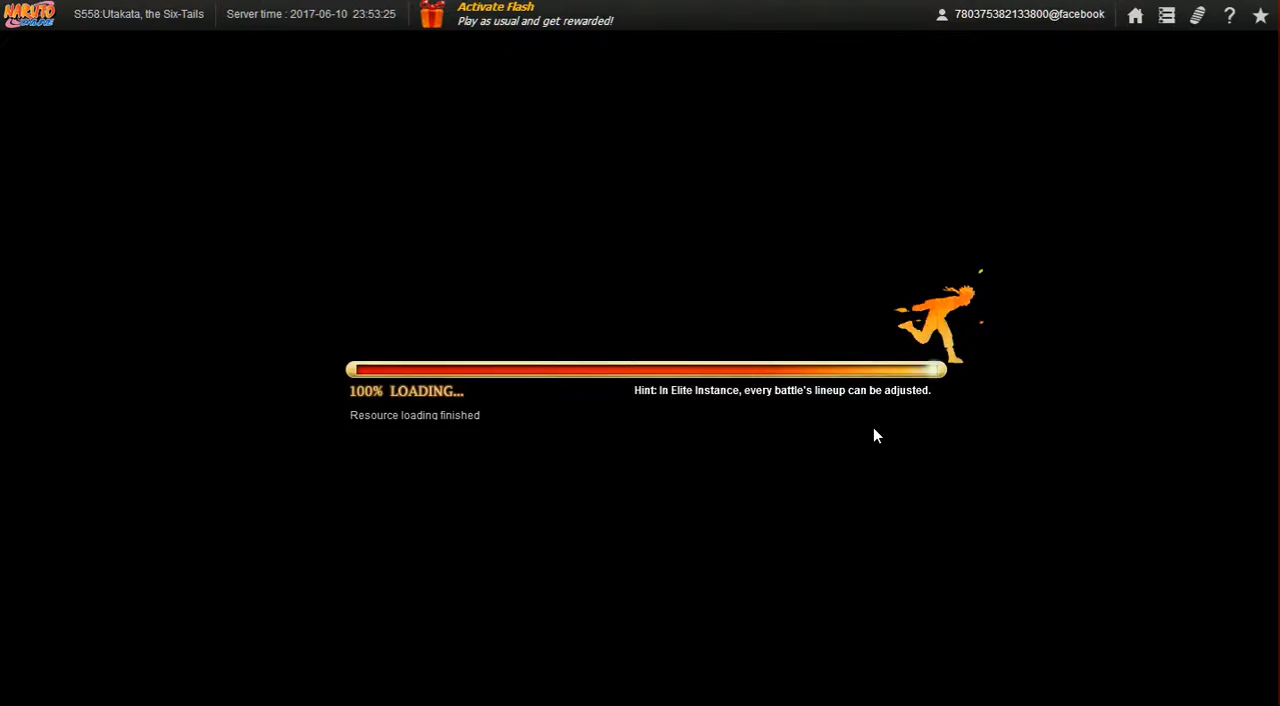 NARUTO ONLINE
S558:Utakata, the Six-Tails
Server time : 2017-06-10 23:53:25
Activate Flash
Play as usual and get rewarded!
780375382133800@facebook
?
100% LOADING...
Hint: In Elite Instance, every battle's lineup can be adjusted.
Resource loading finished